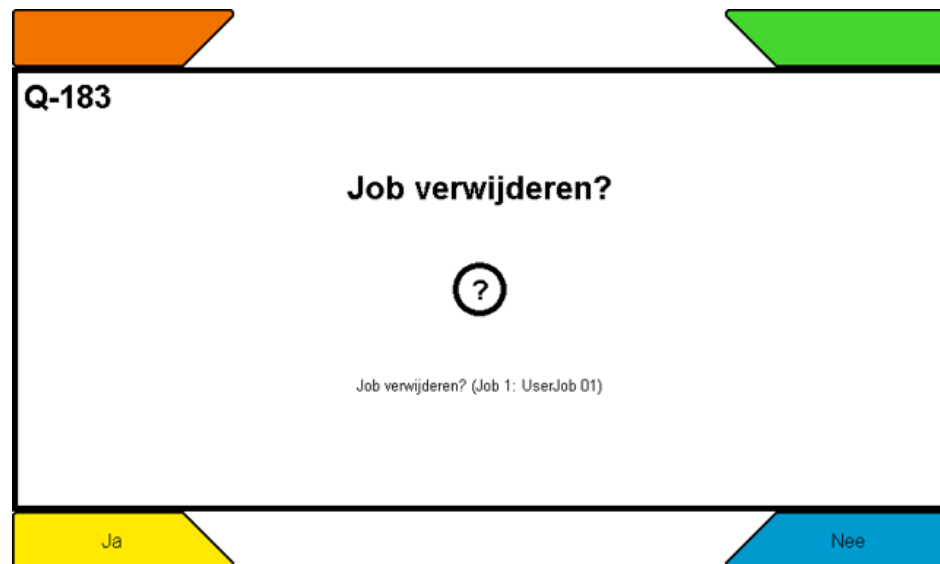 Q-183
Job verwijderen?
?
Job verwijderen? (Job 1: UserJob 01)
Ja
Nee